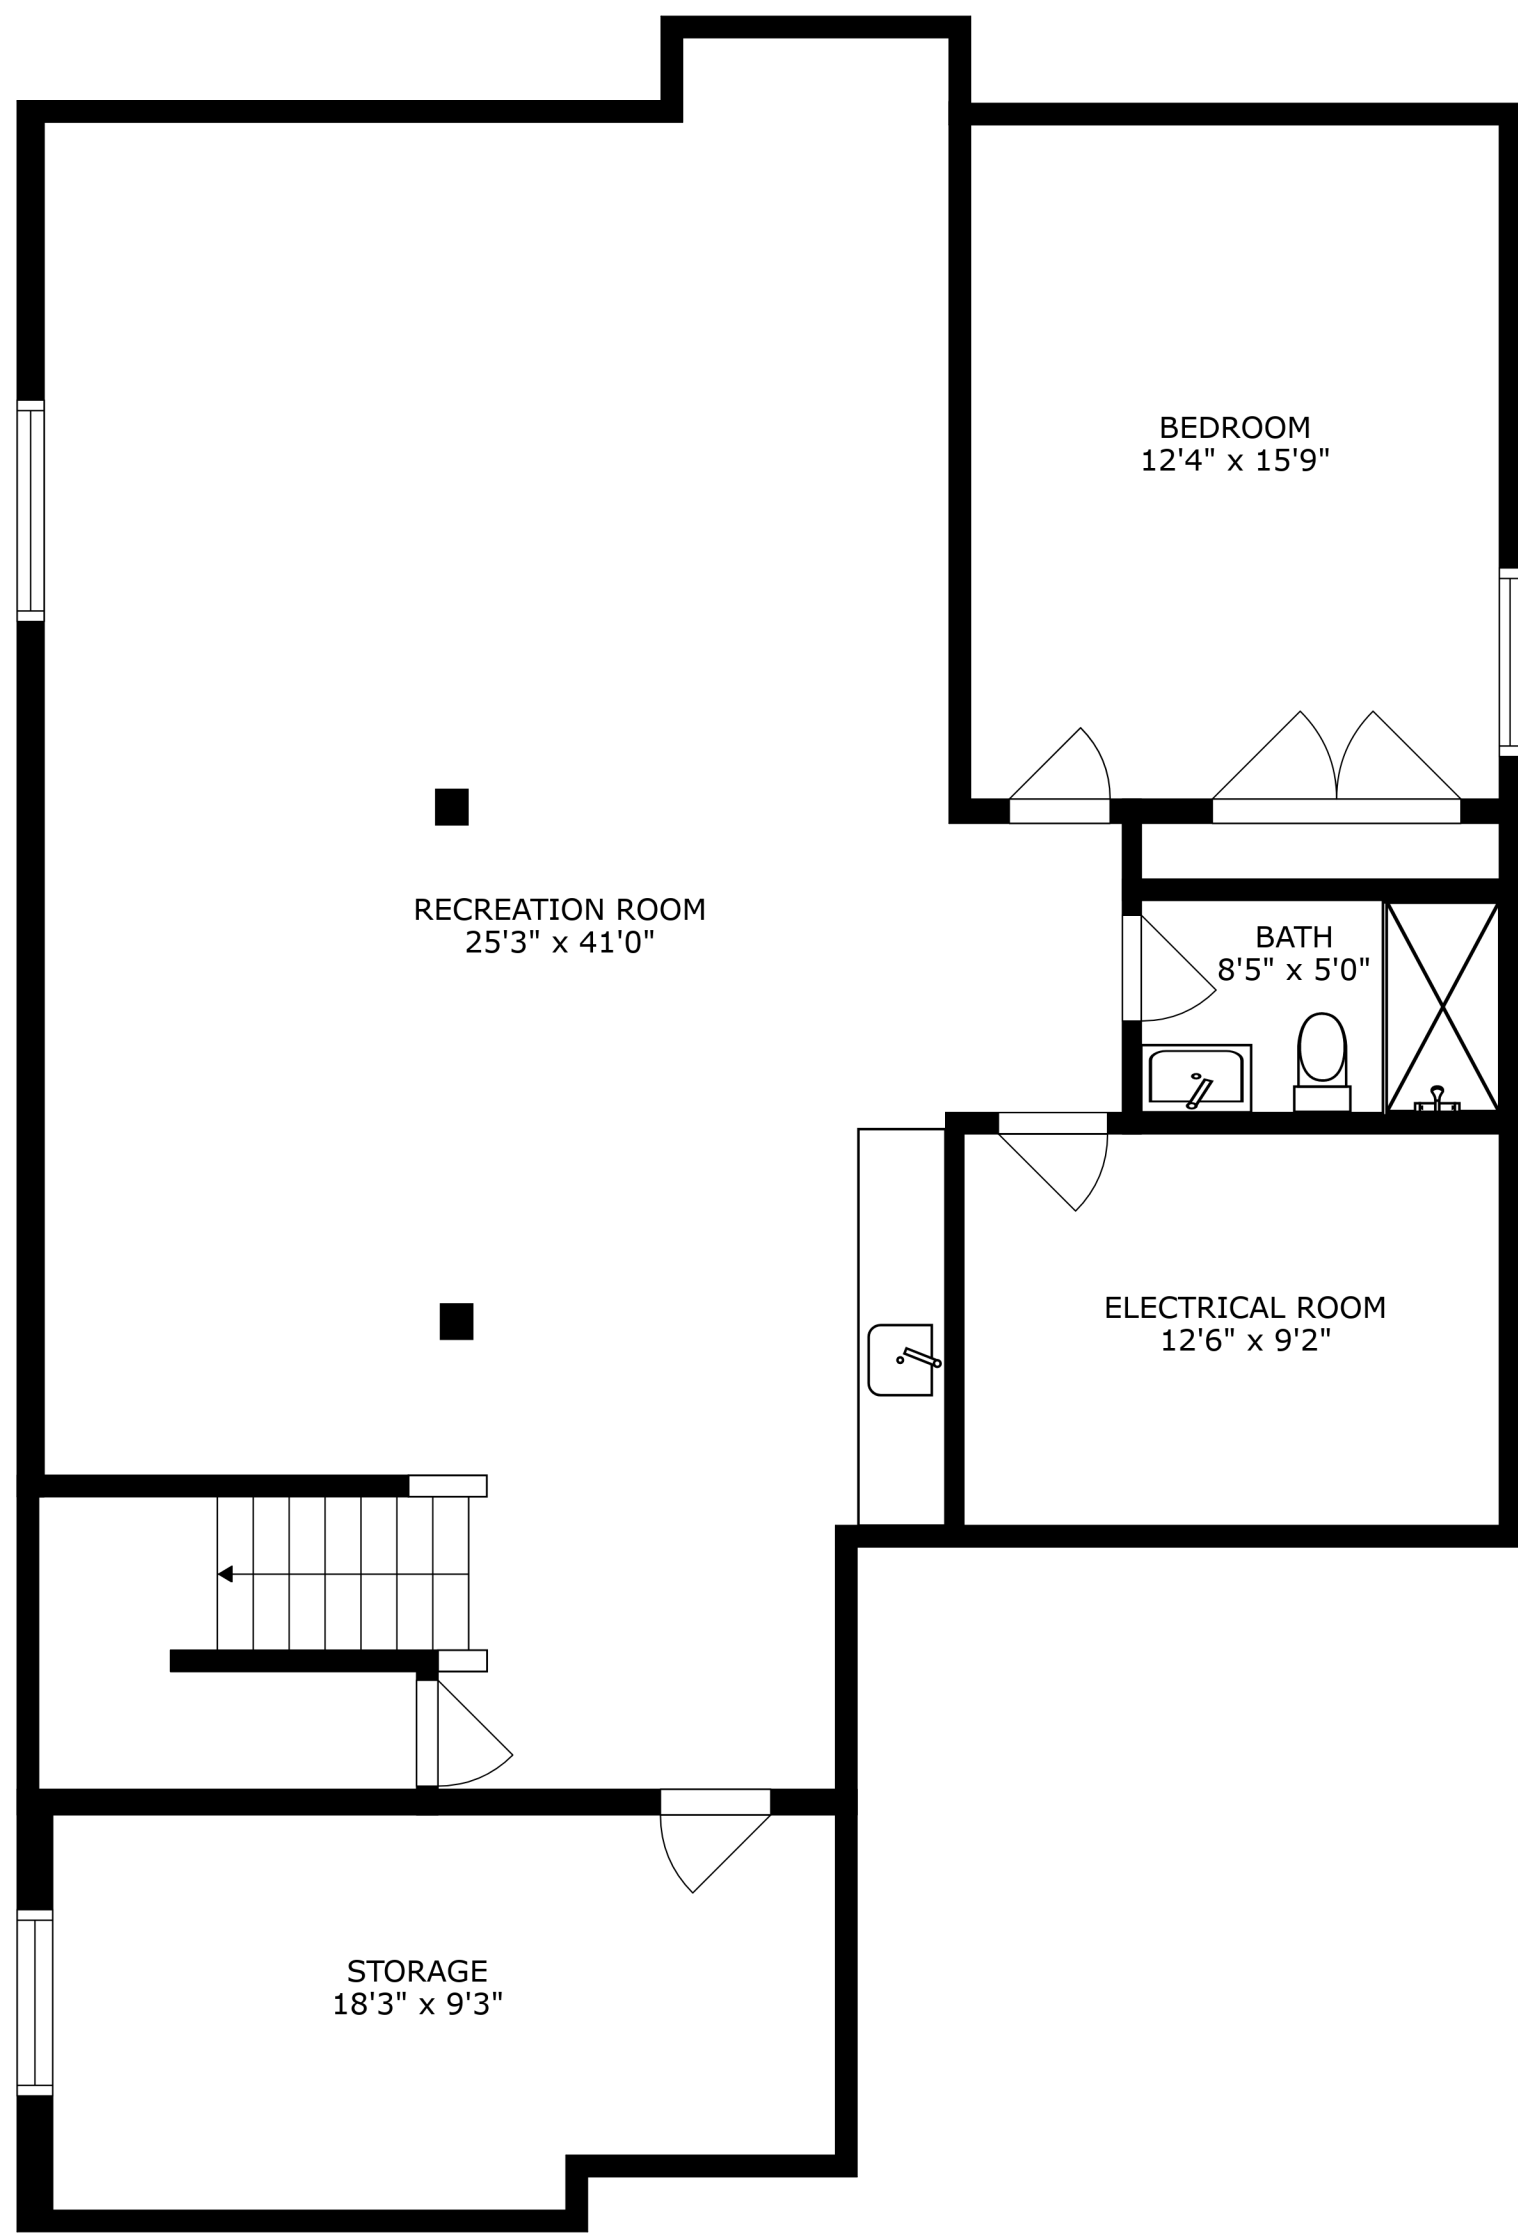 BEDROOM
12'4" x 15'9"
RECREATION ROOM
25'3" x 41'0"
BATH
8'5" x 5'0"
ELECTRICAL ROOM
12'6" x 9'2"
STORAGE
18'3" x 9'3"